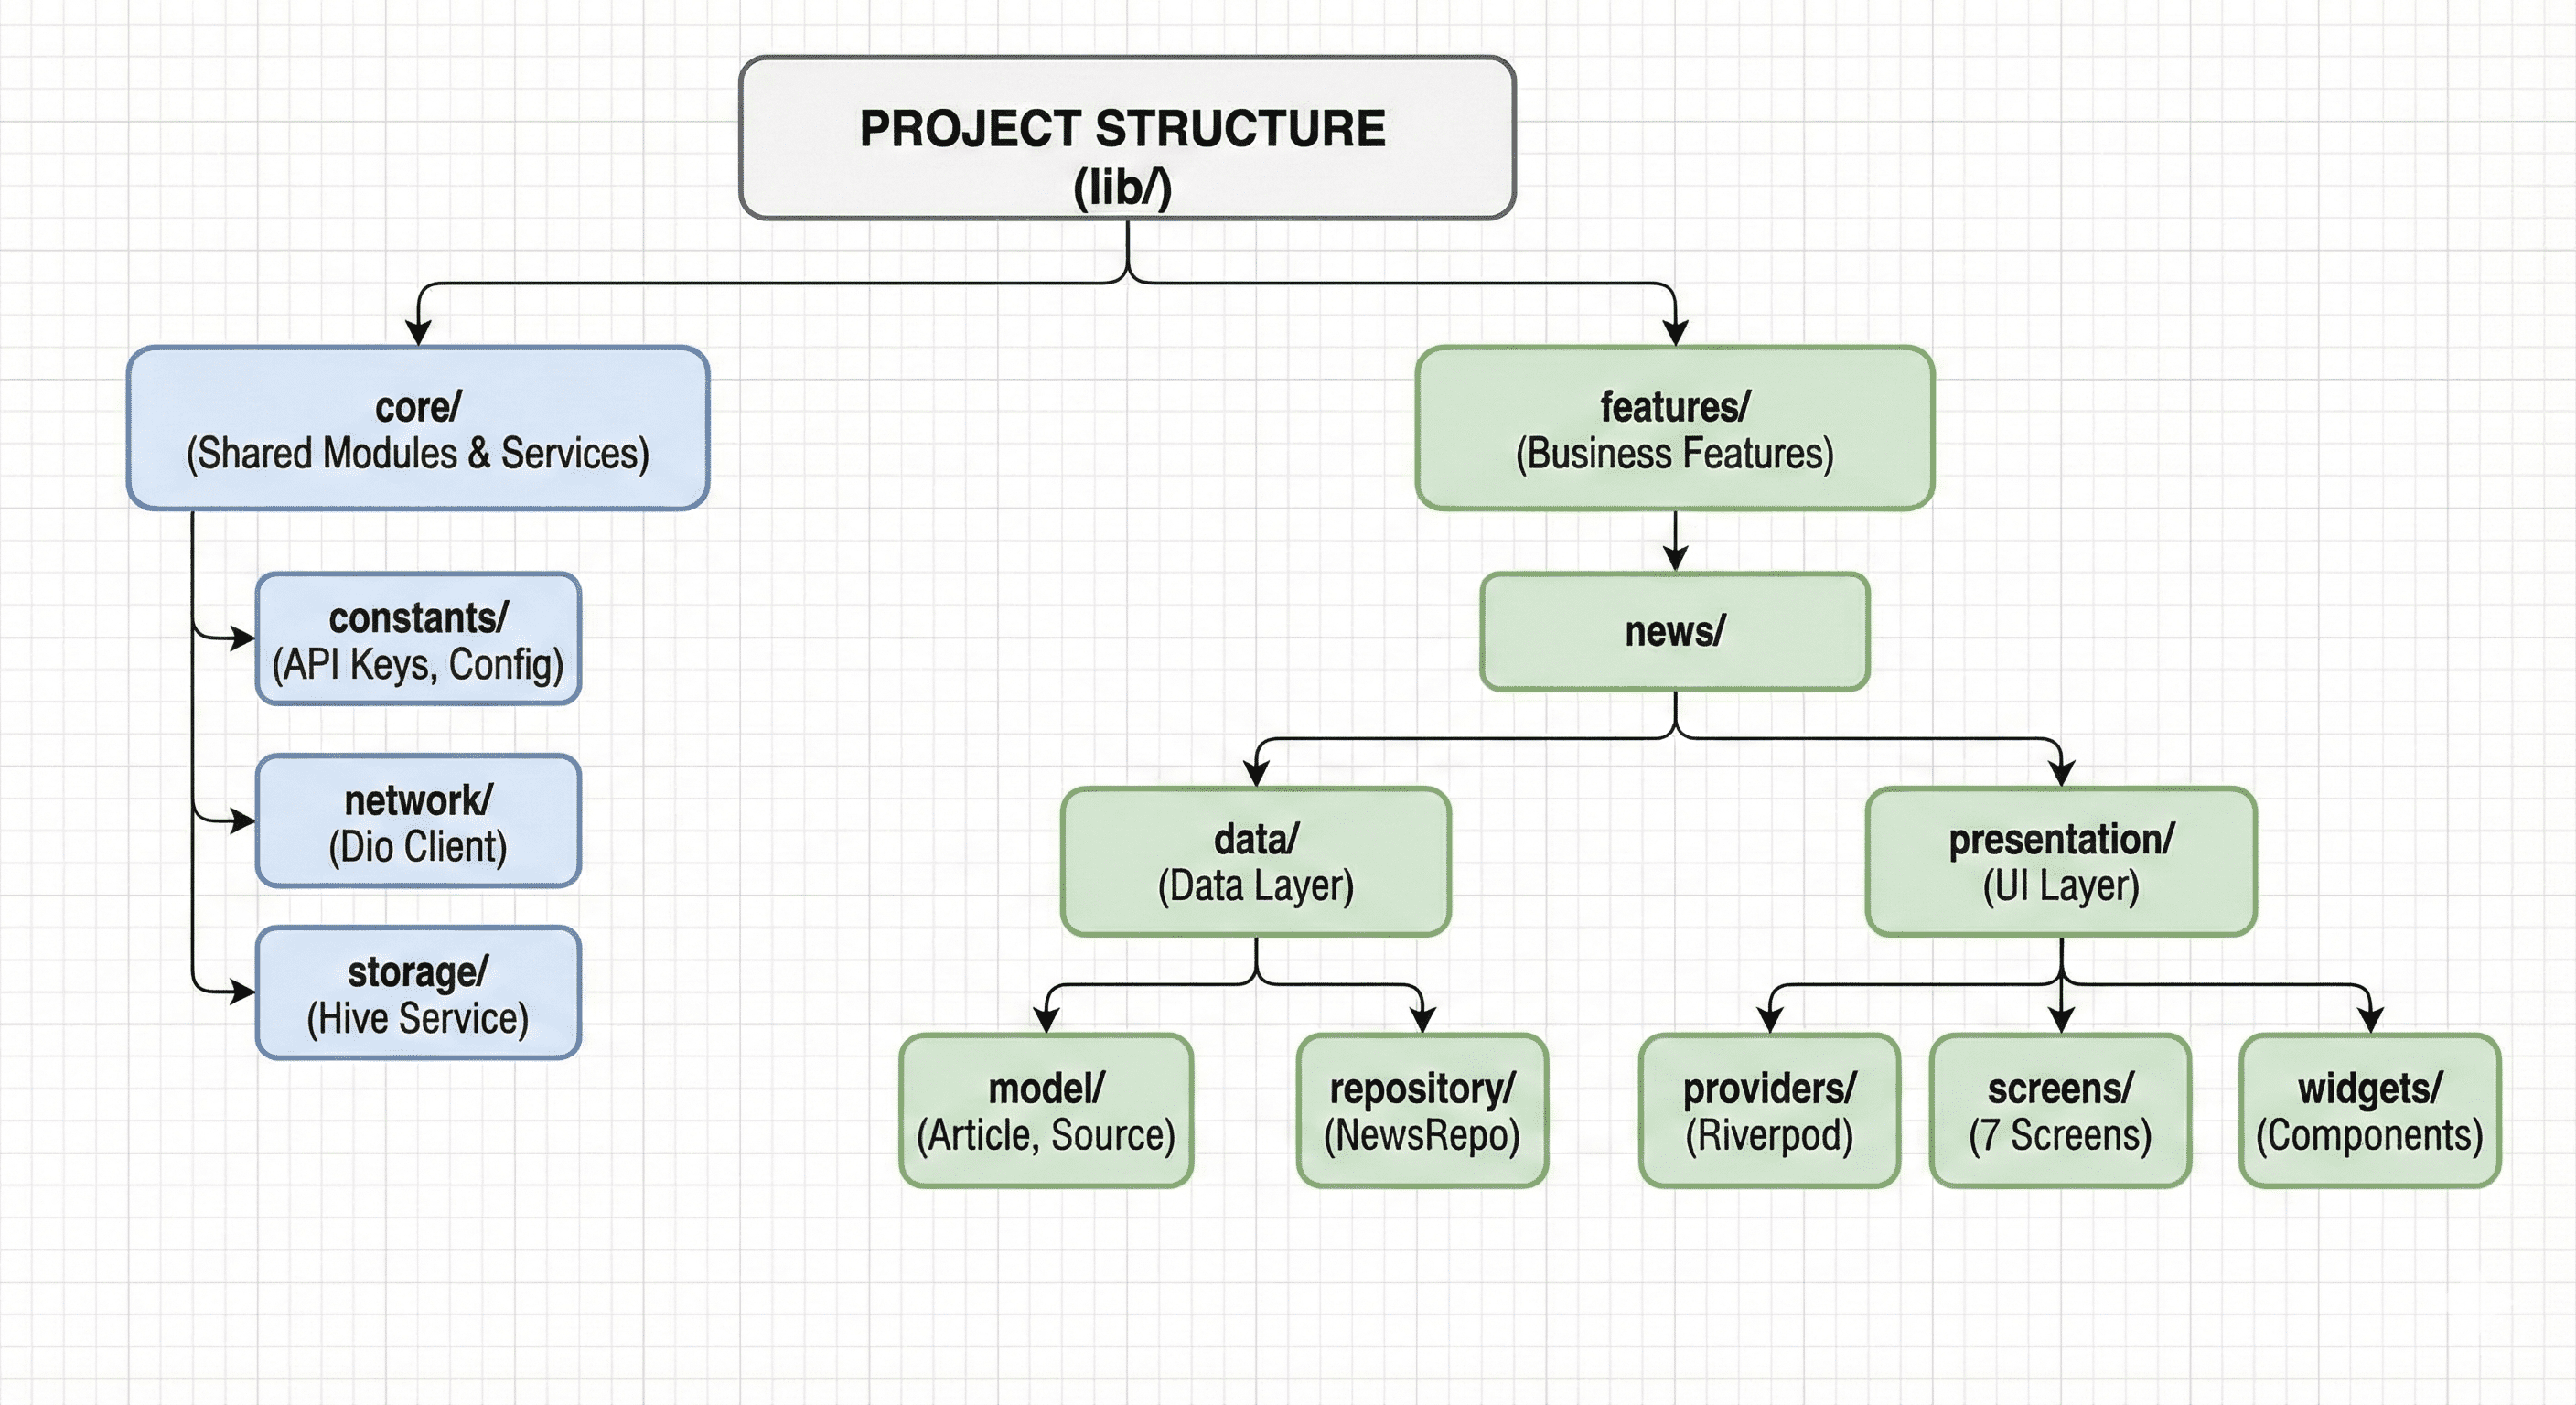 PROJECT STRUCTURE
(lib/)
core/
(Shared Modules & Services)
features/
(Business Features)
constants/
(API Keys, Config)
news/
network/
(Dio Client)
data/
(Data Layer)
presentation/
(UI Layer)
storage/
(Hive Service)
model/
(Article, Source)
repository/
(NewsRepo)
providers/
(Riverpod)
screens/
(7 Screens)
widgets/
(Components)